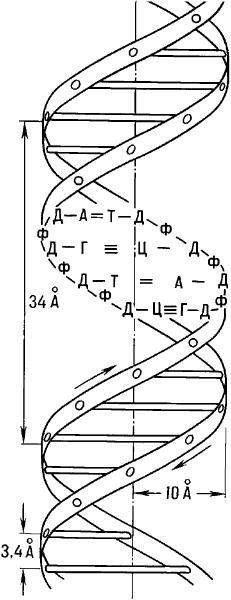 Д–А=Т–Д
Ф
Д–Г ≡ Ц–Д
Ф
Ф
Д–Т = А–Д
Ф
Ф
Д–Ц≡Г–Д
34 Å
10 Å
3,4 Å